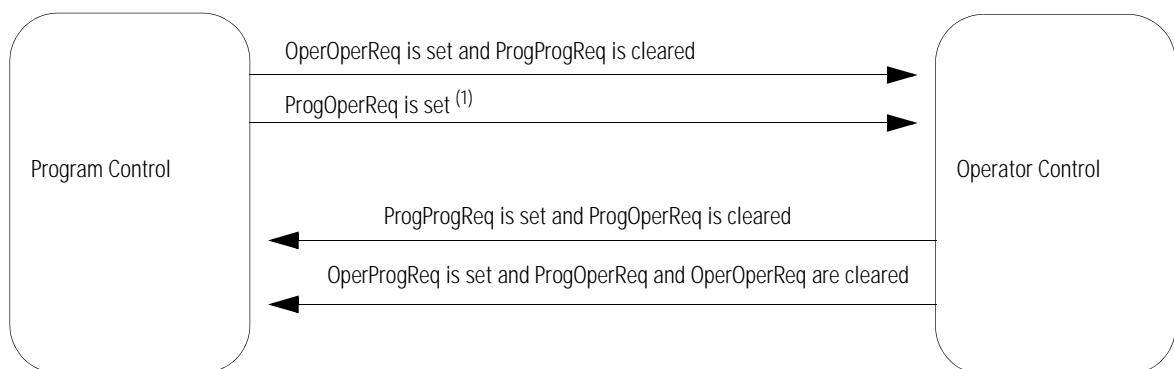 OperOperReq is set and ProgProgReq is cleared
ProgOperReq is set (1)
Program Control
Operator Control
ProgProgReq is set and ProgOperReq is cleared
OperProgReq is set and ProgOperReq and OperOperReq are cleared